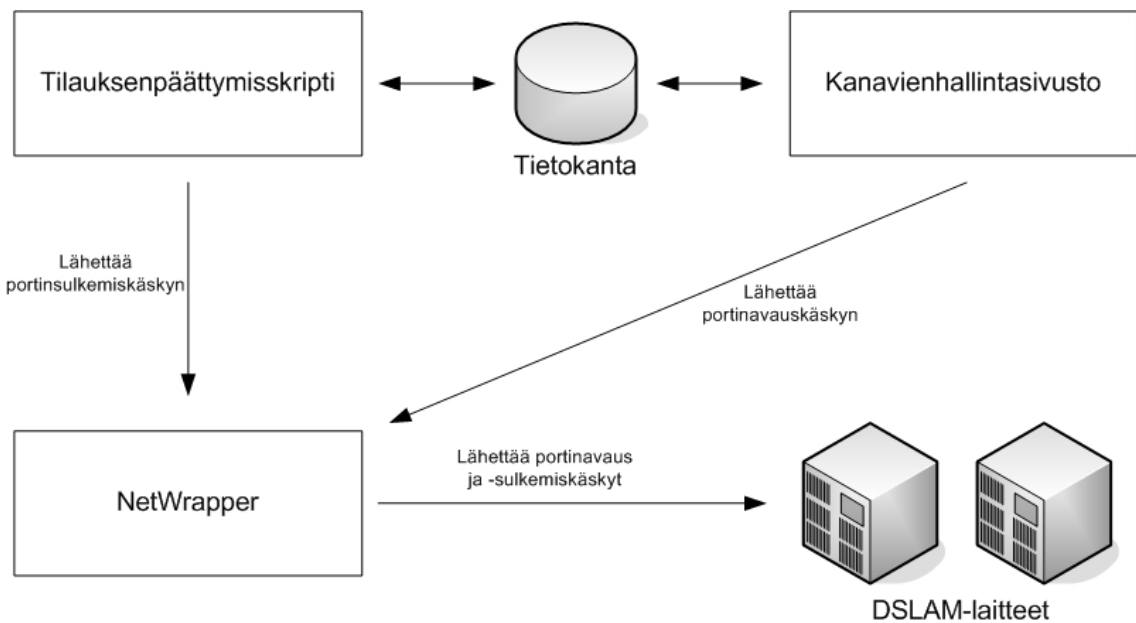 Tilauksenpäättymisskripti
Tietokanta
Kanavienhallintasivusto
Lähettää
portinsulkemiskäskyn
Lähettää
portinavauskäskyn
NetWrapper
Lähettää portinavaus
ja -sulkemiskäskyt
DSLAM-laitteet